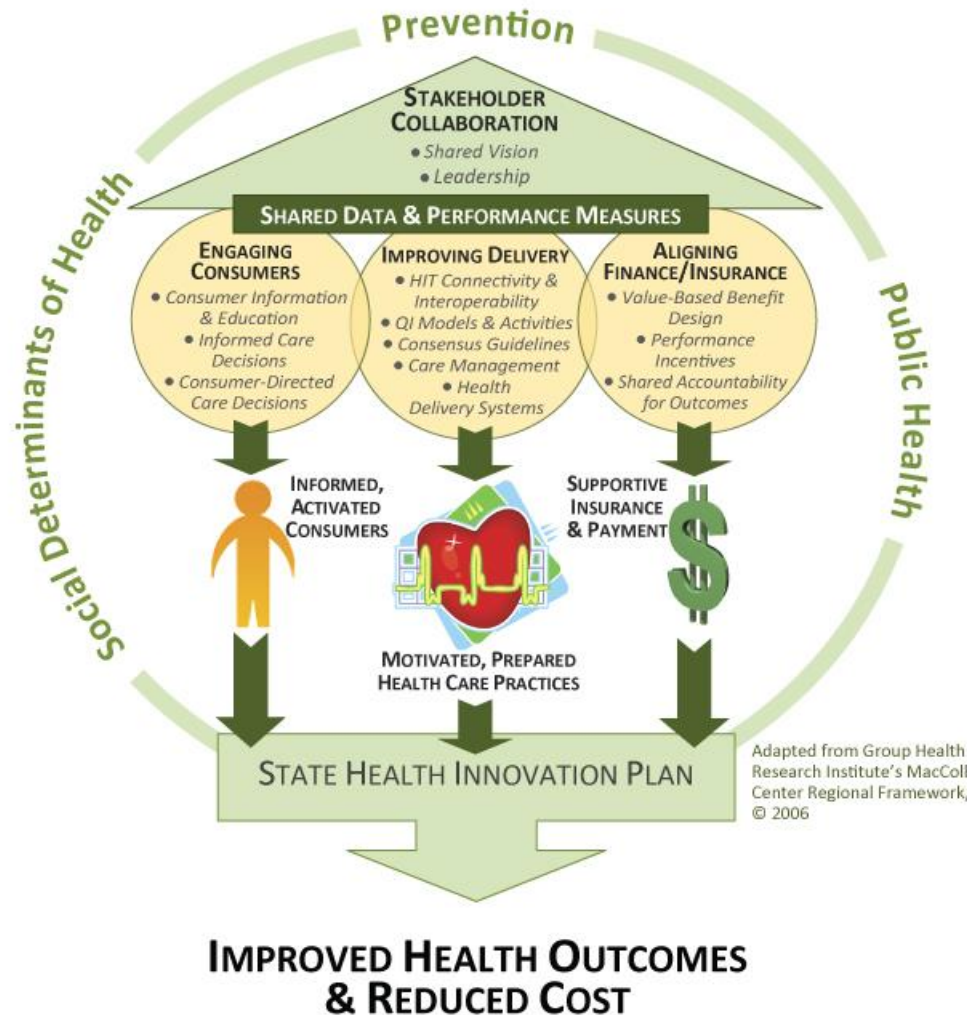 Prevention
Social Determinants of Health
Public Health
STAKEHOLDER
COLLABORATION
• Shared Vision
• Leadership
SHARED DATA & PERFORMANCE MEASURES
ENGAGING
CONSUMERS
• Consumer Information
& Education
• Informed Care
Decisions
• Consumer-Directed
Care Decisions
IMPROVING DELIVERY
• HIT Connectivity &
Interoperability
• QI Models & Activities
• Consensus Guidelines
• Care Management
• Health
Delivery Systems
ALIGNING
FINANCE/INSURANCE
• Value-Based Benefit
Design
• Performance
Incentives
• Shared Accountability
for Outcomes
INFORMED,
ACTIVATED
CONSUMERS
SUPPORTIVE
INSURANCE
& PAYMENT
$
MOTIVATED, PREPARED
HEALTH CARE PRACTICES
STATE HEALTH INNOVATION PLAN
Adapted from Group Health
Research Institute's MacColl
Center Regional Framework,
© 2006
IMPROVED HEALTH OUTCOMES
& REDUCED COST